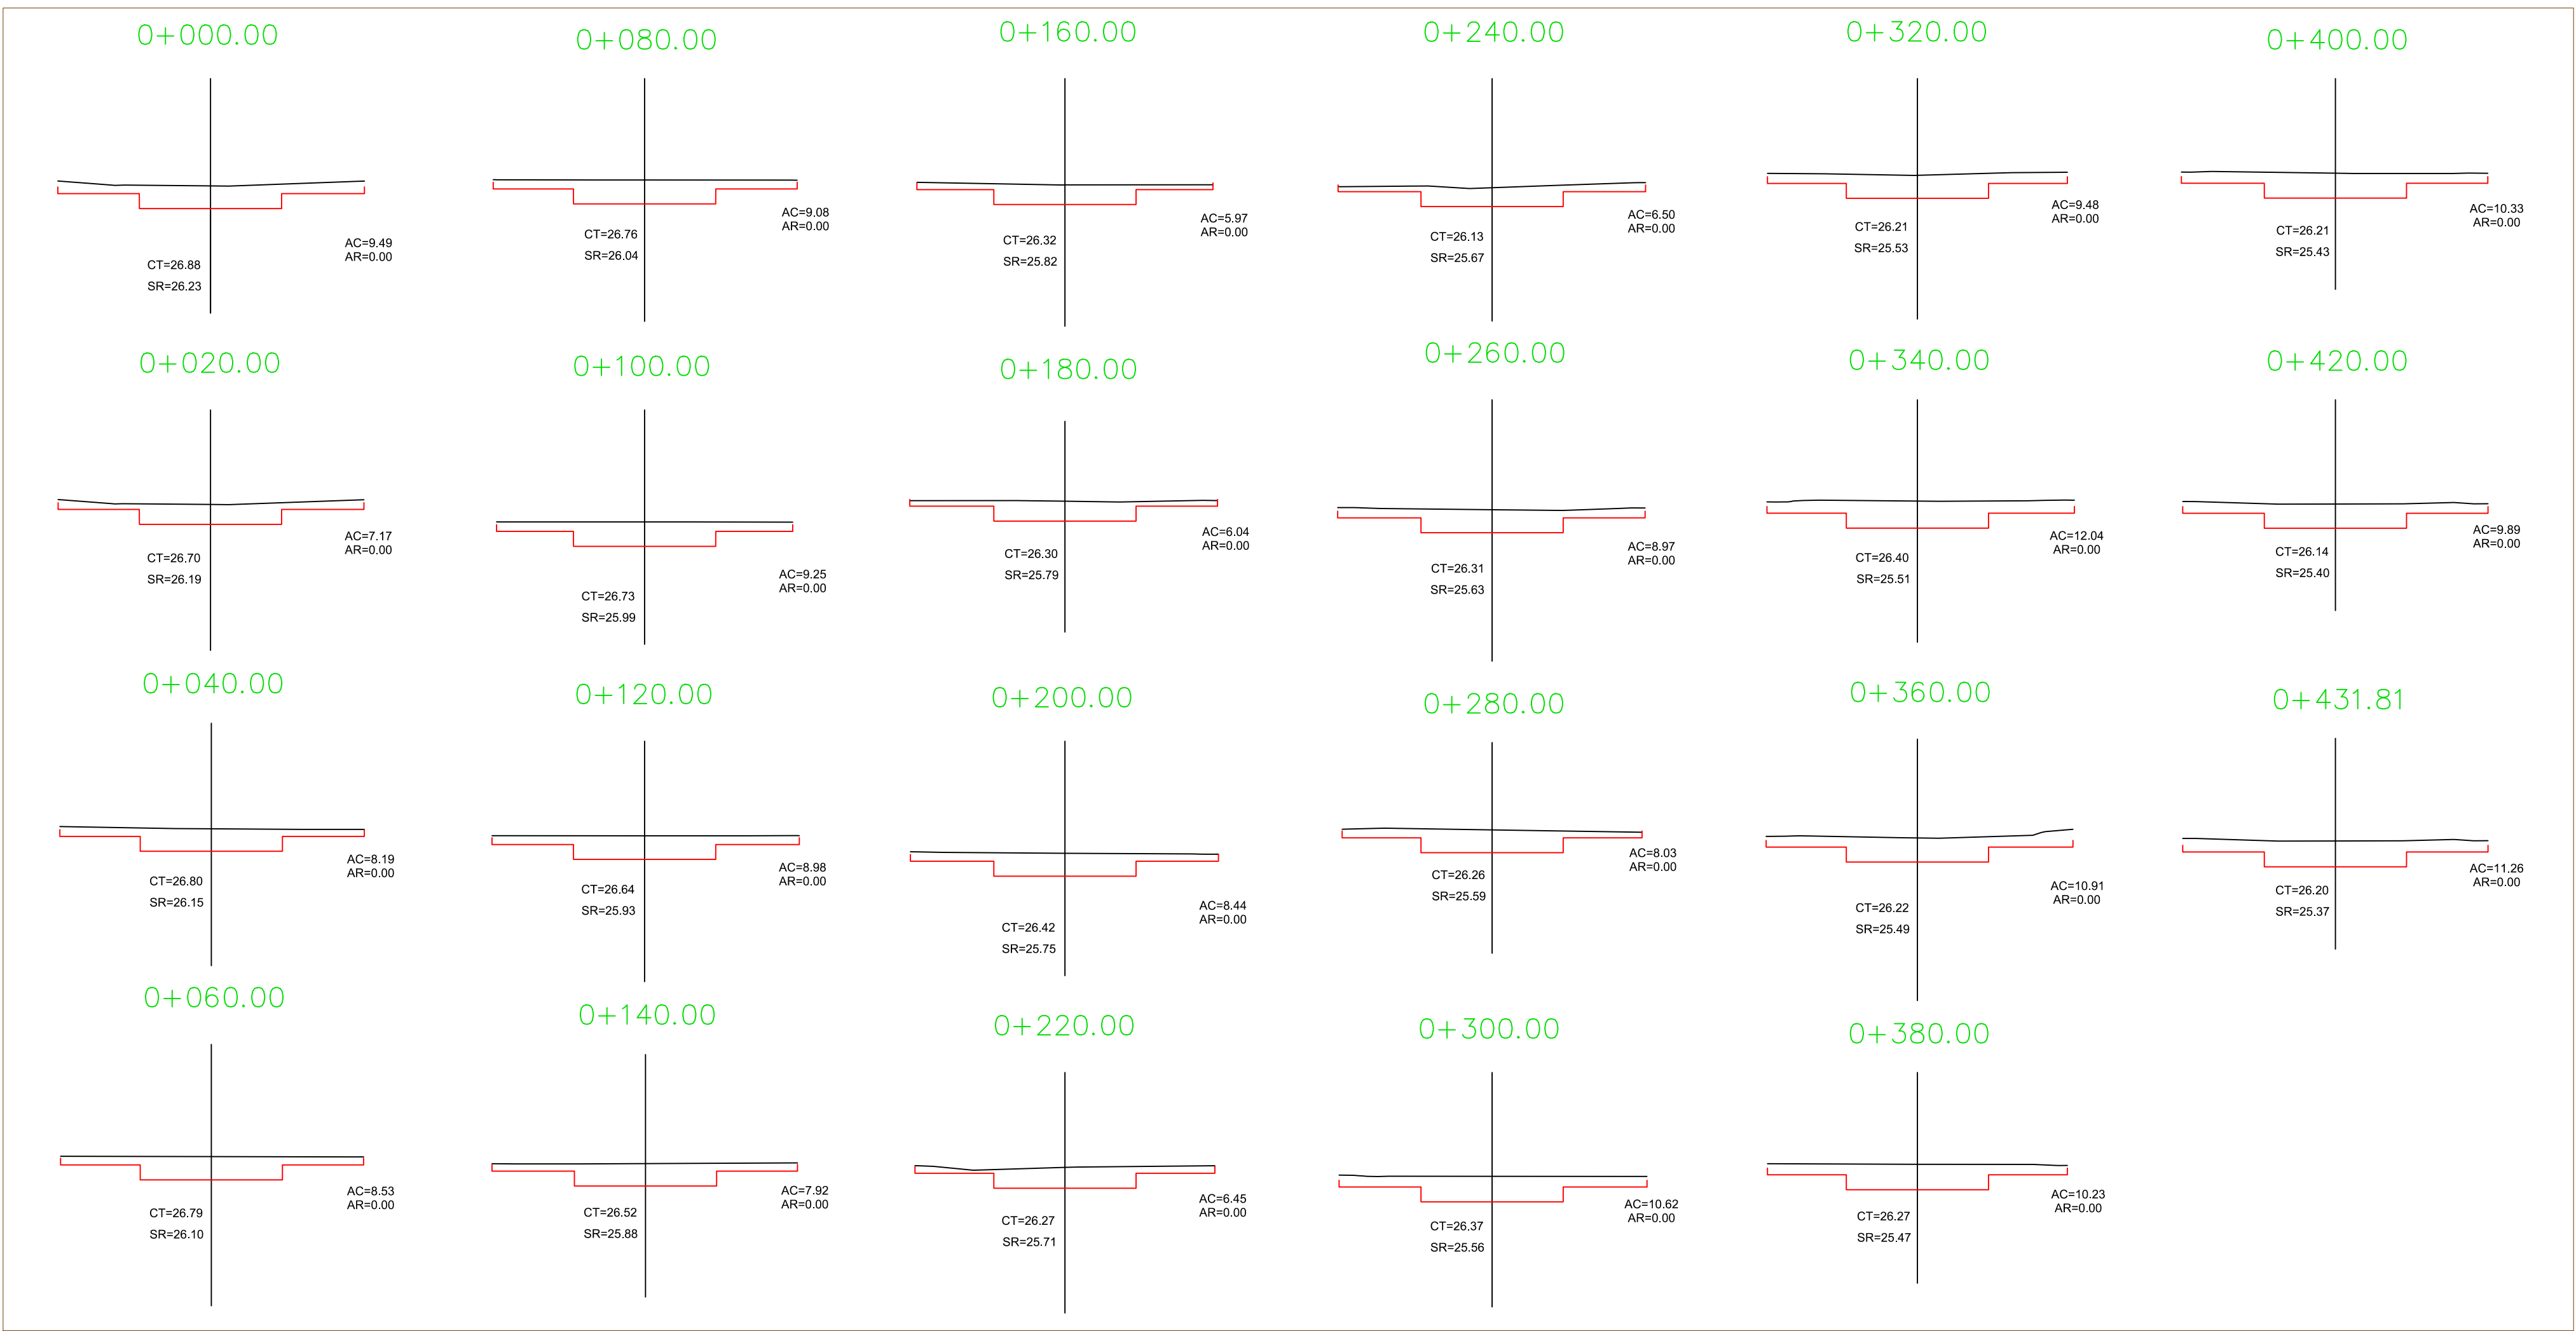 0+000.00
AC=9.49
AR=0.00
CT=26.88
SR=26.23
0+020.00
AC=7.17
AR=0.00
CT=26.70
SR=26.19
0+040.00
AC=8.19
AR=0.00
CT=26.80
SR=26.15
0+060.00
AC=8.53
AR=0.00
CT=26.79
SR=26.10
0+080.00
AC=9.08
AR=0.00
CT=26.76
SR=26.04
0+100.00
AC=9.25
AR=0.00
CT=26.73
SR=25.99
0+120.00
AC=8.98
AR=0.00
CT=26.64
SR=25.93
0+140.00
AC=7.92
AR=0.00
CT=26.52
SR=25.88
0+160.00
AC=5.97
AR=0.00
CT=26.32
SR=25.82
0+180.00
AC=6.04
AR=0.00
CT=26.30
SR=25.79
0+200.00
AC=8.44
AR=0.00
CT=26.42
SR=25.75
0+220.00
AC=6.45
AR=0.00
CT=26.27
SR=25.71
0+240.00
AC=6.50
AR=0.00
CT=26.13
SR=25.67
0+260.00
AC=8.97
AR=0.00
CT=26.31
SR=25.63
0+280.00
AC=8.03
AR=0.00
CT=26.26
SR=25.59
0+300.00
AC=10.62
AR=0.00
CT=26.37
SR=25.56
0+320.00
AC=9.48
AR=0.00
CT=26.21
SR=25.53
0+340.00
AC=12.04
AR=0.00
CT=26.40
SR=25.51
0+360.00
AC=10.91
AR=0.00
CT=26.22
SR=25.49
0+380.00
AC=10.23
AR=0.00
CT=26.27
SR=25.47
0+400.00
AC=10.33
AR=0.00
CT=26.21
SR=25.43
0+420.00
AC=9.89
AR=0.00
CT=26.14
SR=25.40
0+431.81
AC=11.26
AR=0.00
CT=26.20
SR=25.37